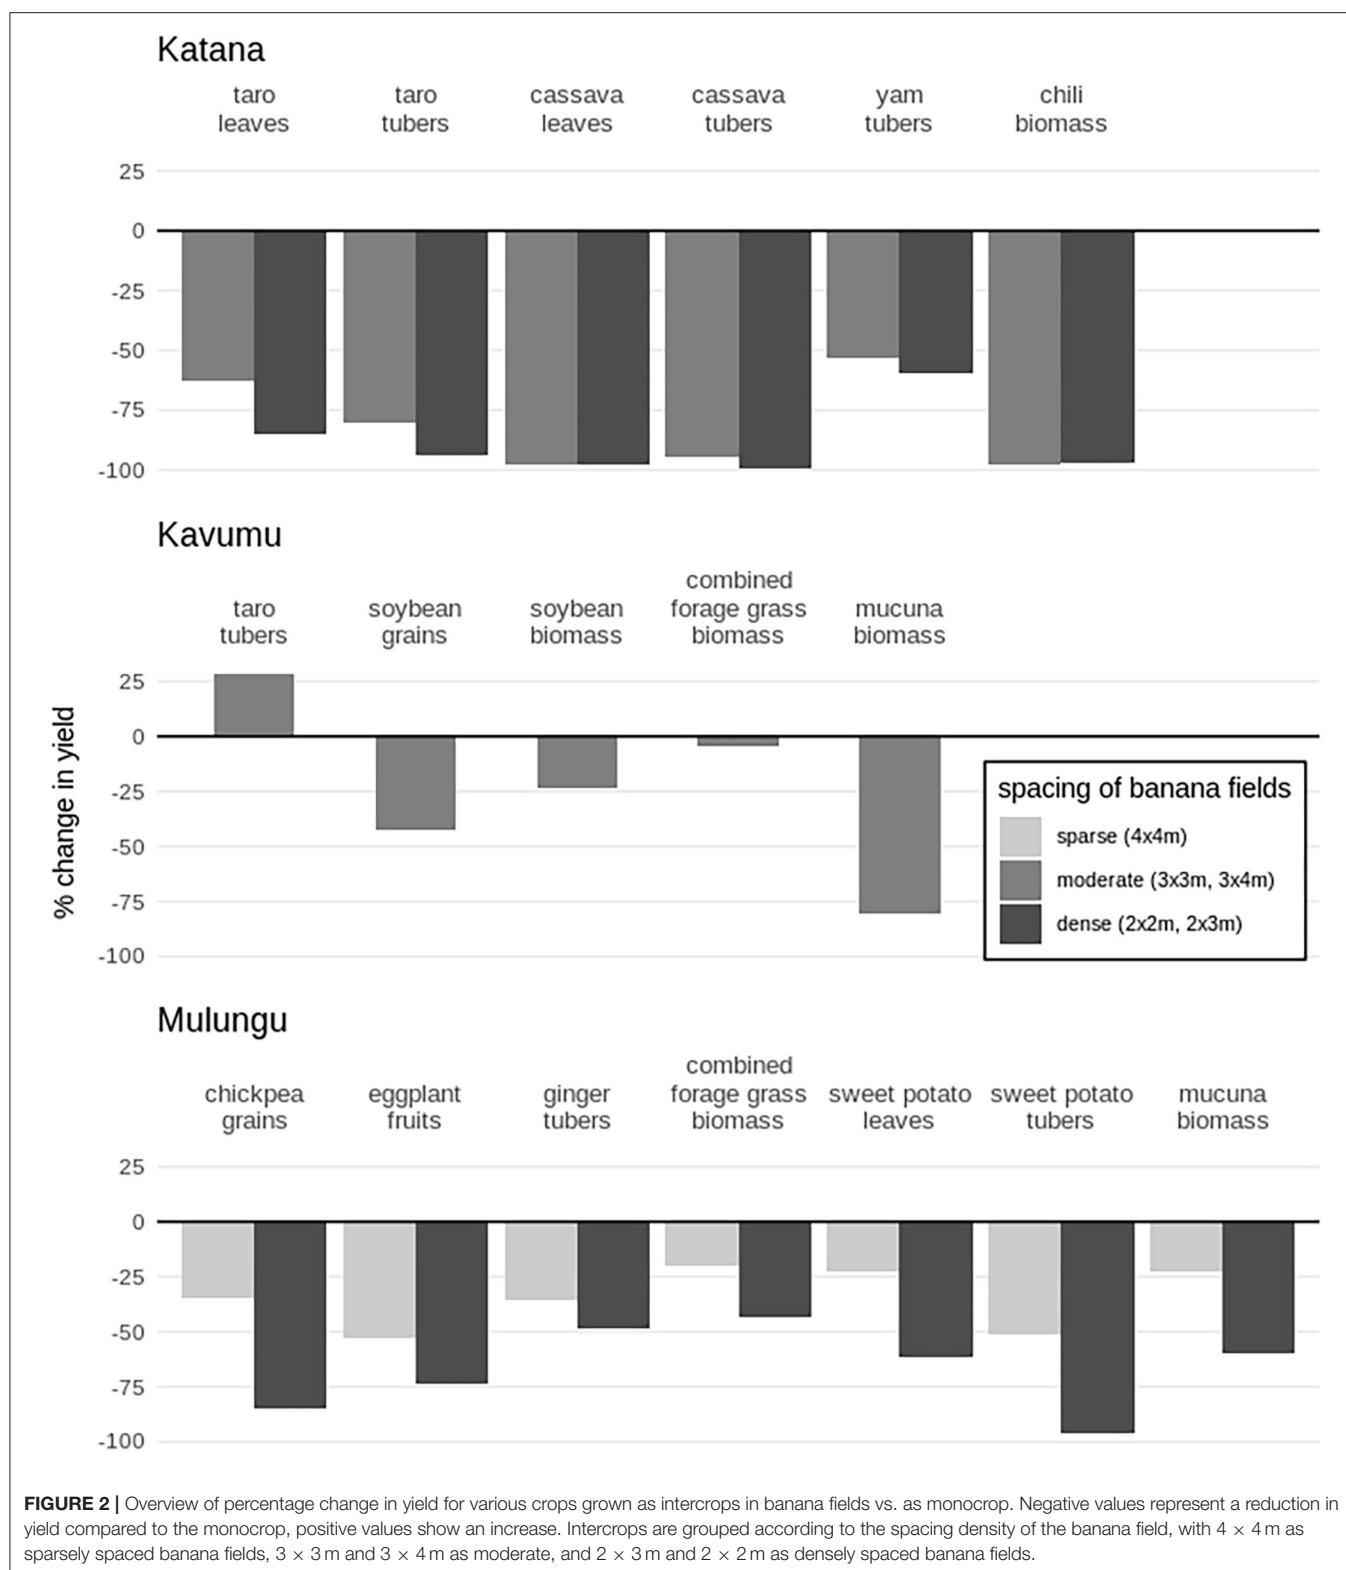 Katana
taro taro cassava cassava yam chili
leaves tubers leaves tubers tubers biomass
25
0
-25
-50
-75
-100
Kavumu
combined
taro soybean soybean forage grass mucuna
tubers grains biomass biomass biomass
25
0
-25
-50
-75
-100
% change in yield
spacing of banana fields
sparse (4x4m)
moderate (3x3m, 3x4m)
dense (2x2m, 2x3m)
Mulungu
combined
chickpea eggplant ginger forage grass sweet potato sweet potato mucuna
grains fruits tubers biomass leaves tubers biomass
25
0
-25
-50
-75
-100
FIGURE 2 | Overview of percentage change in yield for various crops grown as intercrops in banana fields vs. as monocrop. Negative values represent a reduction in
yield compared to the monocrop, positive values show an increase. Intercrops are grouped according to the spacing density of the banana field, with 4 × 4 m as
sparsely spaced banana fields, 3 × 3 m and 3 × 4 m as moderate, and 2 × 3 m and 2 × 2 m as densely spaced banana fields.